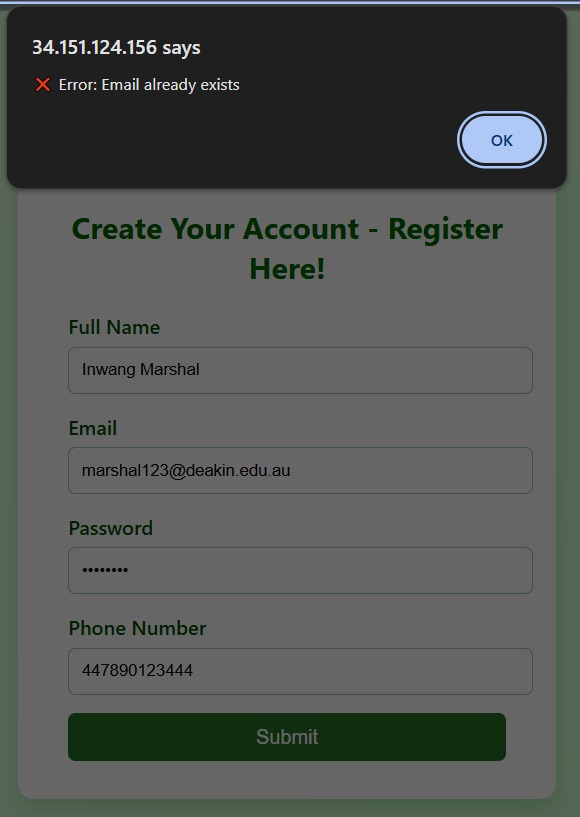 34.151.124.156 says
❌ Error: Email already exists
OK
Create Your Account - Register
Here!
Full Name
Inwang Marshal
Email
marshal123@deakin.edu.au
Password
••••••••
Phone Number
447890123444
Submit